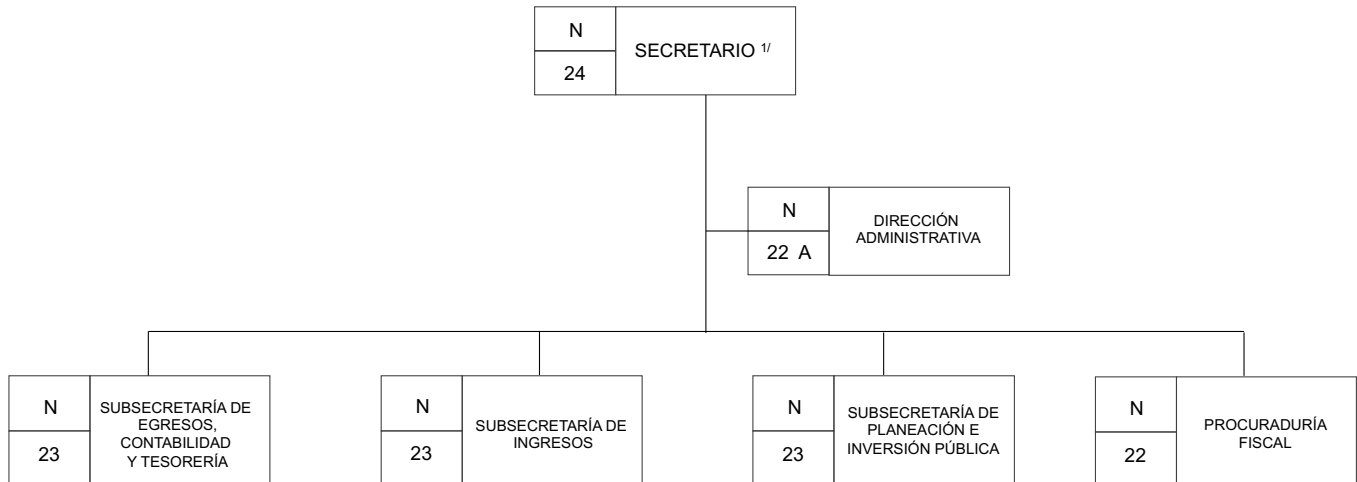 N
24
SECRETARIO 1/
N
22 A
DIRECCIÓN
ADMINISTRATIVA
N
23
SUBSECRETARÍA DE
EGRESOS,
CONTABILIDAD
Y TESORERÍA
N
23
SUBSECRETARÍA DE
INGRESOS
N
23
SUBSECRETARÍA DE
PLANEACIÓN E
INVERSIÓN PÚBLICA
N
22
PROCURADURÍA
FISCAL